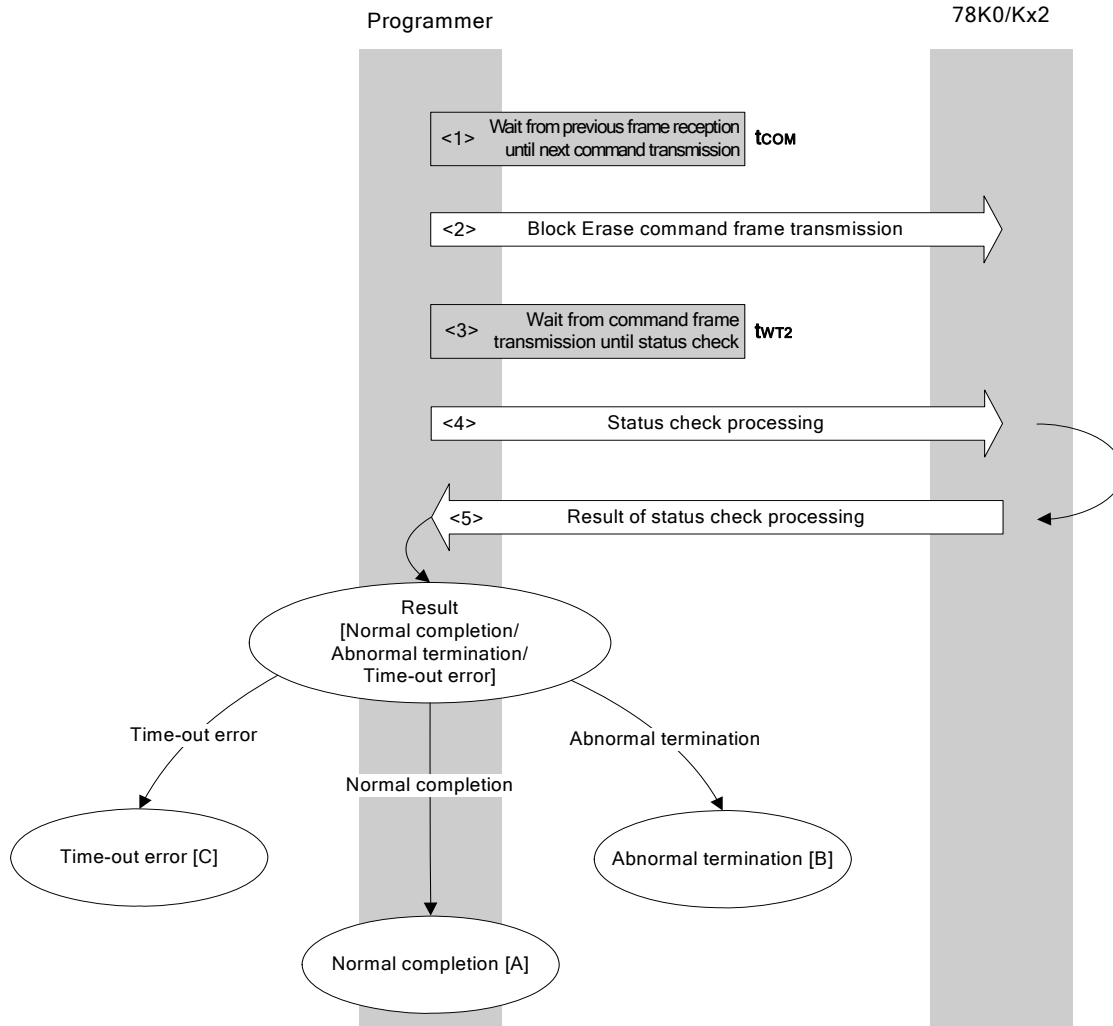 Programmer
78K0/Kx2
<1> Wait from previous frame reception
until next command transmission
tCOM
<2> Block Erase command frame transmission
<3> Wait from command frame
transmission until status check
tWT2
<4> Status check processing
<5> Result of status check processing
Result
[Normal completion/
Abnormal termination/
Time-out error]
Time-out error
Abnormal termination
Normal completion
Time-out error [C]
Abnormal termination [B]
Normal completion [A]